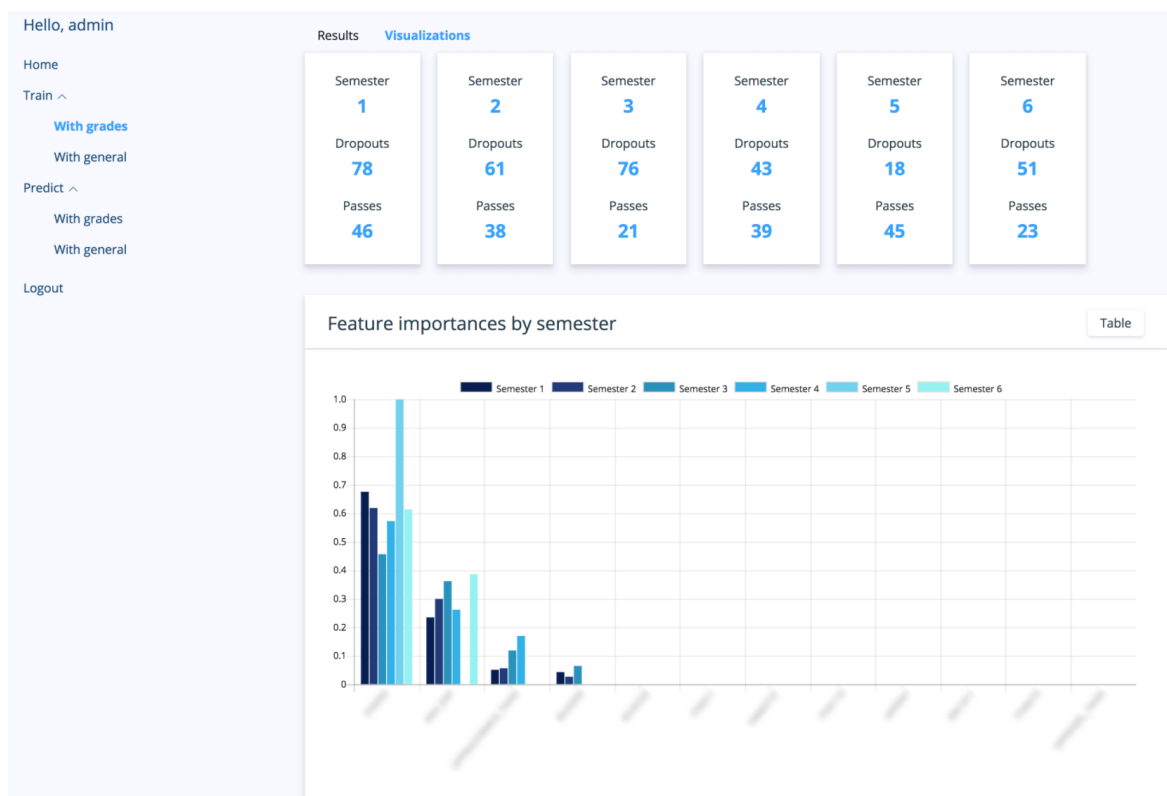 Hello, admin
Home
Train
With grades
With general
Predict
With grades
With general
Logout
Results Visualizations
Semester Semester Semester Semester Semester Semester
1 2 3 4 5 6
Dropouts Dropouts Dropouts Dropouts Dropouts Dropouts
78 61 76 43 18 51
Passes Passes Passes Passes Passes Passes
46 38 21 39 45 23
Feature importances by semester Table
Semester 1 Semester 2 Semester 3 Semester 4 Semester 5 Semester 6
1.0
0.9
0.8
0.7
0.6
0.5
0.4
0.3
0.2
0.1
0